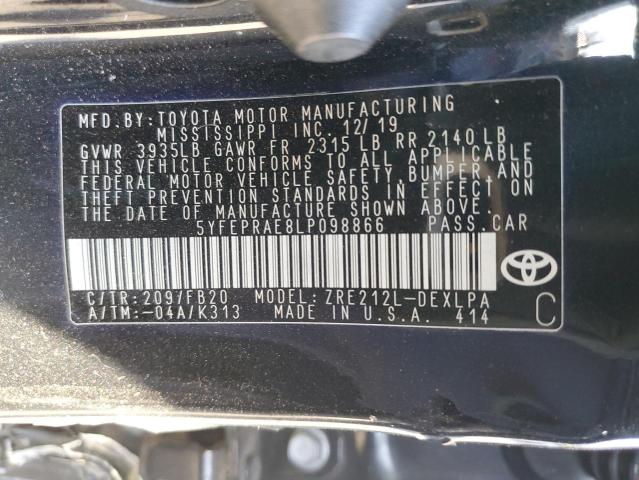 MFD. BY: TOYOTA MOTOR MANUFACTURING
MISSISSIPPI INC. 12/19
GVWR 3935LB GAWR FR 2315 LB RR 2140 LB
THIS VEHICLE CONFORMS TO ALL APPLICABLE
FEDERAL MOTOR VEHICLE SAFETY, BUMPER, AND
THEFT PREVENTION STANDARDS IN EFFECT ON
THE DATE OF MANUFACTURE SHOWN ABOVE.
5YFEPRAE8LP098866 PASS. CAR
C/TR: 209/FB20 MODEL: ZRE212L-DEXLPA
A/TM: -04A/K313 MADE IN U.S.A. 414 C